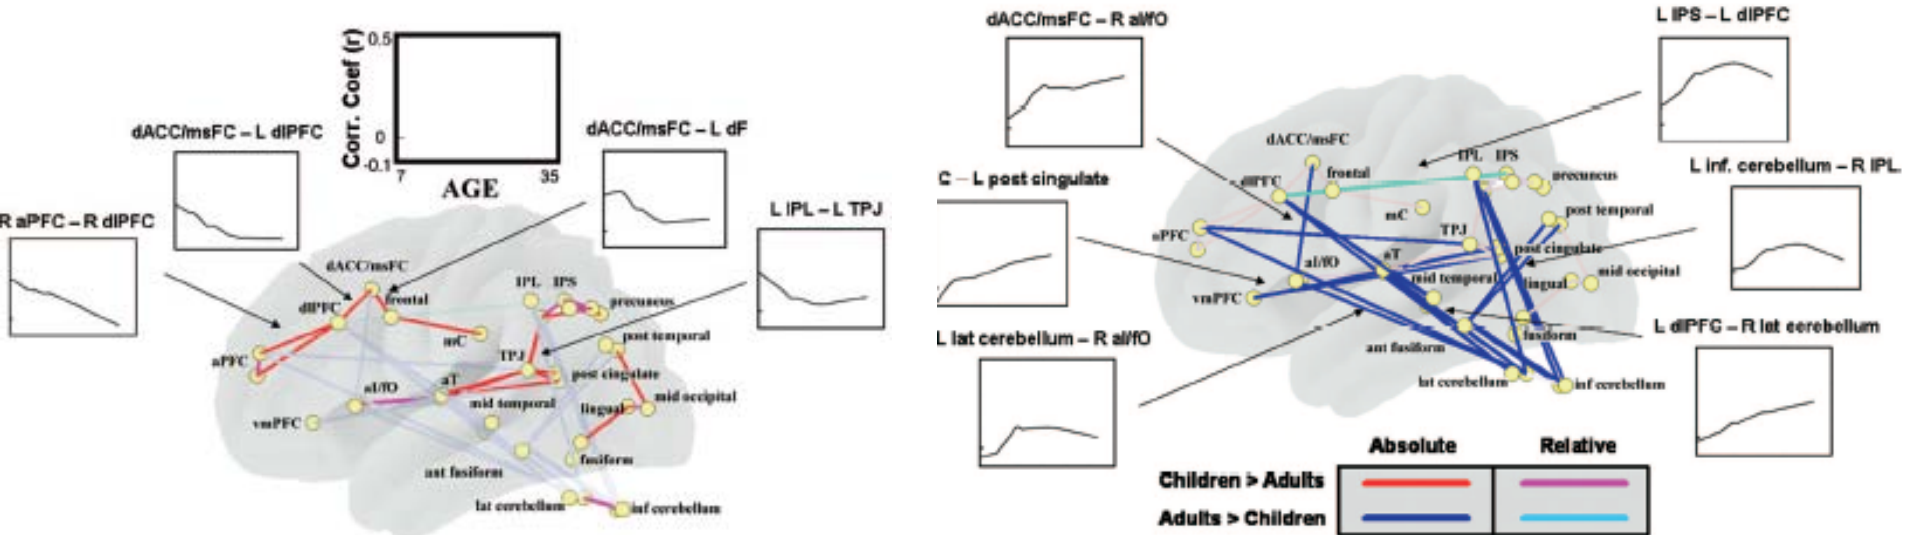 0.5
Corr. Coef (r)
0
-0.1
7
35
AGE
dACC/msFC – L dlPFC
dACC/msFC – L dF
R aPFC – R dlPFC
L IPL – L TPJ
dACC/msFC
IPL
IPS
dlPFC
frontal
precuneus
mC
post temporal
aPFC
TPJ
post cingulate
aI/fO
aT
mid temporal
lingual
mid occipital
vmPFC
ant fusiform
fusiform
lat cerebellum
inf cerebellum
dACC/msFC – R aI/fO
L IPS – L dlPFC
C – L post cingulate
L inf. cerebellum – R IPL
L lat cerebellum – R aI/fO
L dlPFC – R lat cerebellum
dACC/msFC
IPL
IPS
dlPFC
frontal
precuneus
mC
post temporal
aPFC
TPJ
post cingulate
aI/fO
aT
mid temporal
lingual
mid occipital
vmPFC
ant fusiform
fusiform
lat cerebellum
inf cerebellum
Absolute
Relative
Children > Adults
Adults > Children